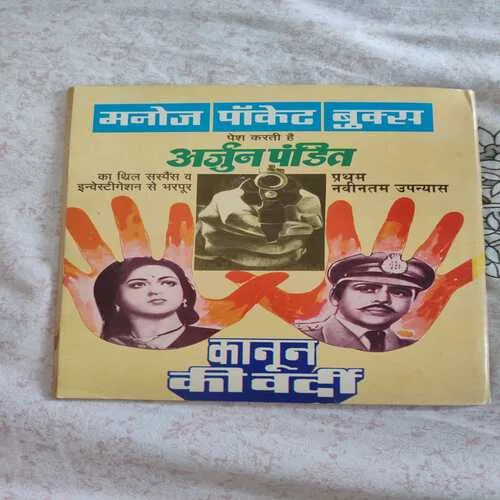 मनोज पॉकेट बुक्स
पेश करती है
अर्जुन पंडित
का थ्रिल सस्पैंस व
इन्वेस्टीगेशन से भरपूर
प्रथम
नवीनतम उपन्यास
कानून
की वर्दी